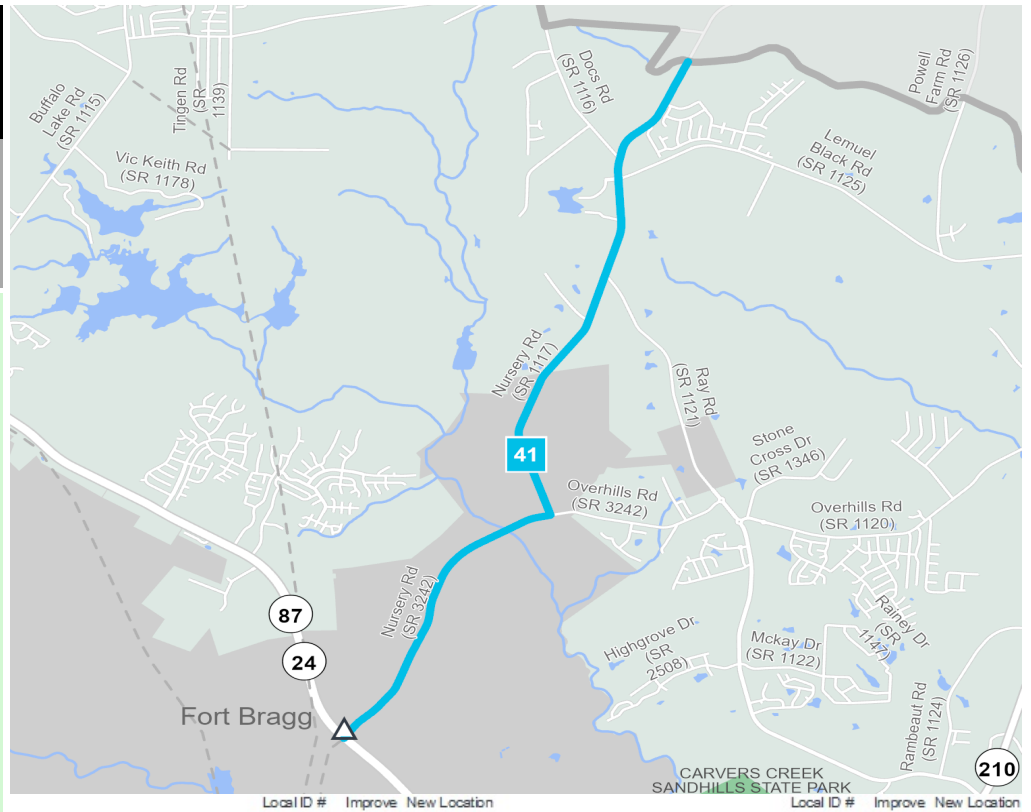 Buffalo
Lake Rd
(SR 1115)
Tingen Rd
(SR
1139)
Docs Rd
(SR 1116)
Powell
Farm Rd
(SR 1126)
Vic Keith Rd
(SR 1178)
Lemuel
Black Rd
(SR 1125)
Nursery Rd
(SR 1117)
Ray Rd
(SR 1121)
41
Stone
Cross Dr
(SR 1346)
Overhills Rd
(SR 3242)
Overhills Rd
(SR 1120)
Nursery Rd
(SR 3242)
87
24
Highgrove Dr
(SR
2508)
Mckay Dr
(SR 1122)
Rainey Dr
(SR
1147)
Fort Bragg
Rambeaut Rd
(SR 1124)
210
CARVERS CREEK
SANDHILLS STATE PARK
Local ID # Improve New Location
Local ID # Improve New Location